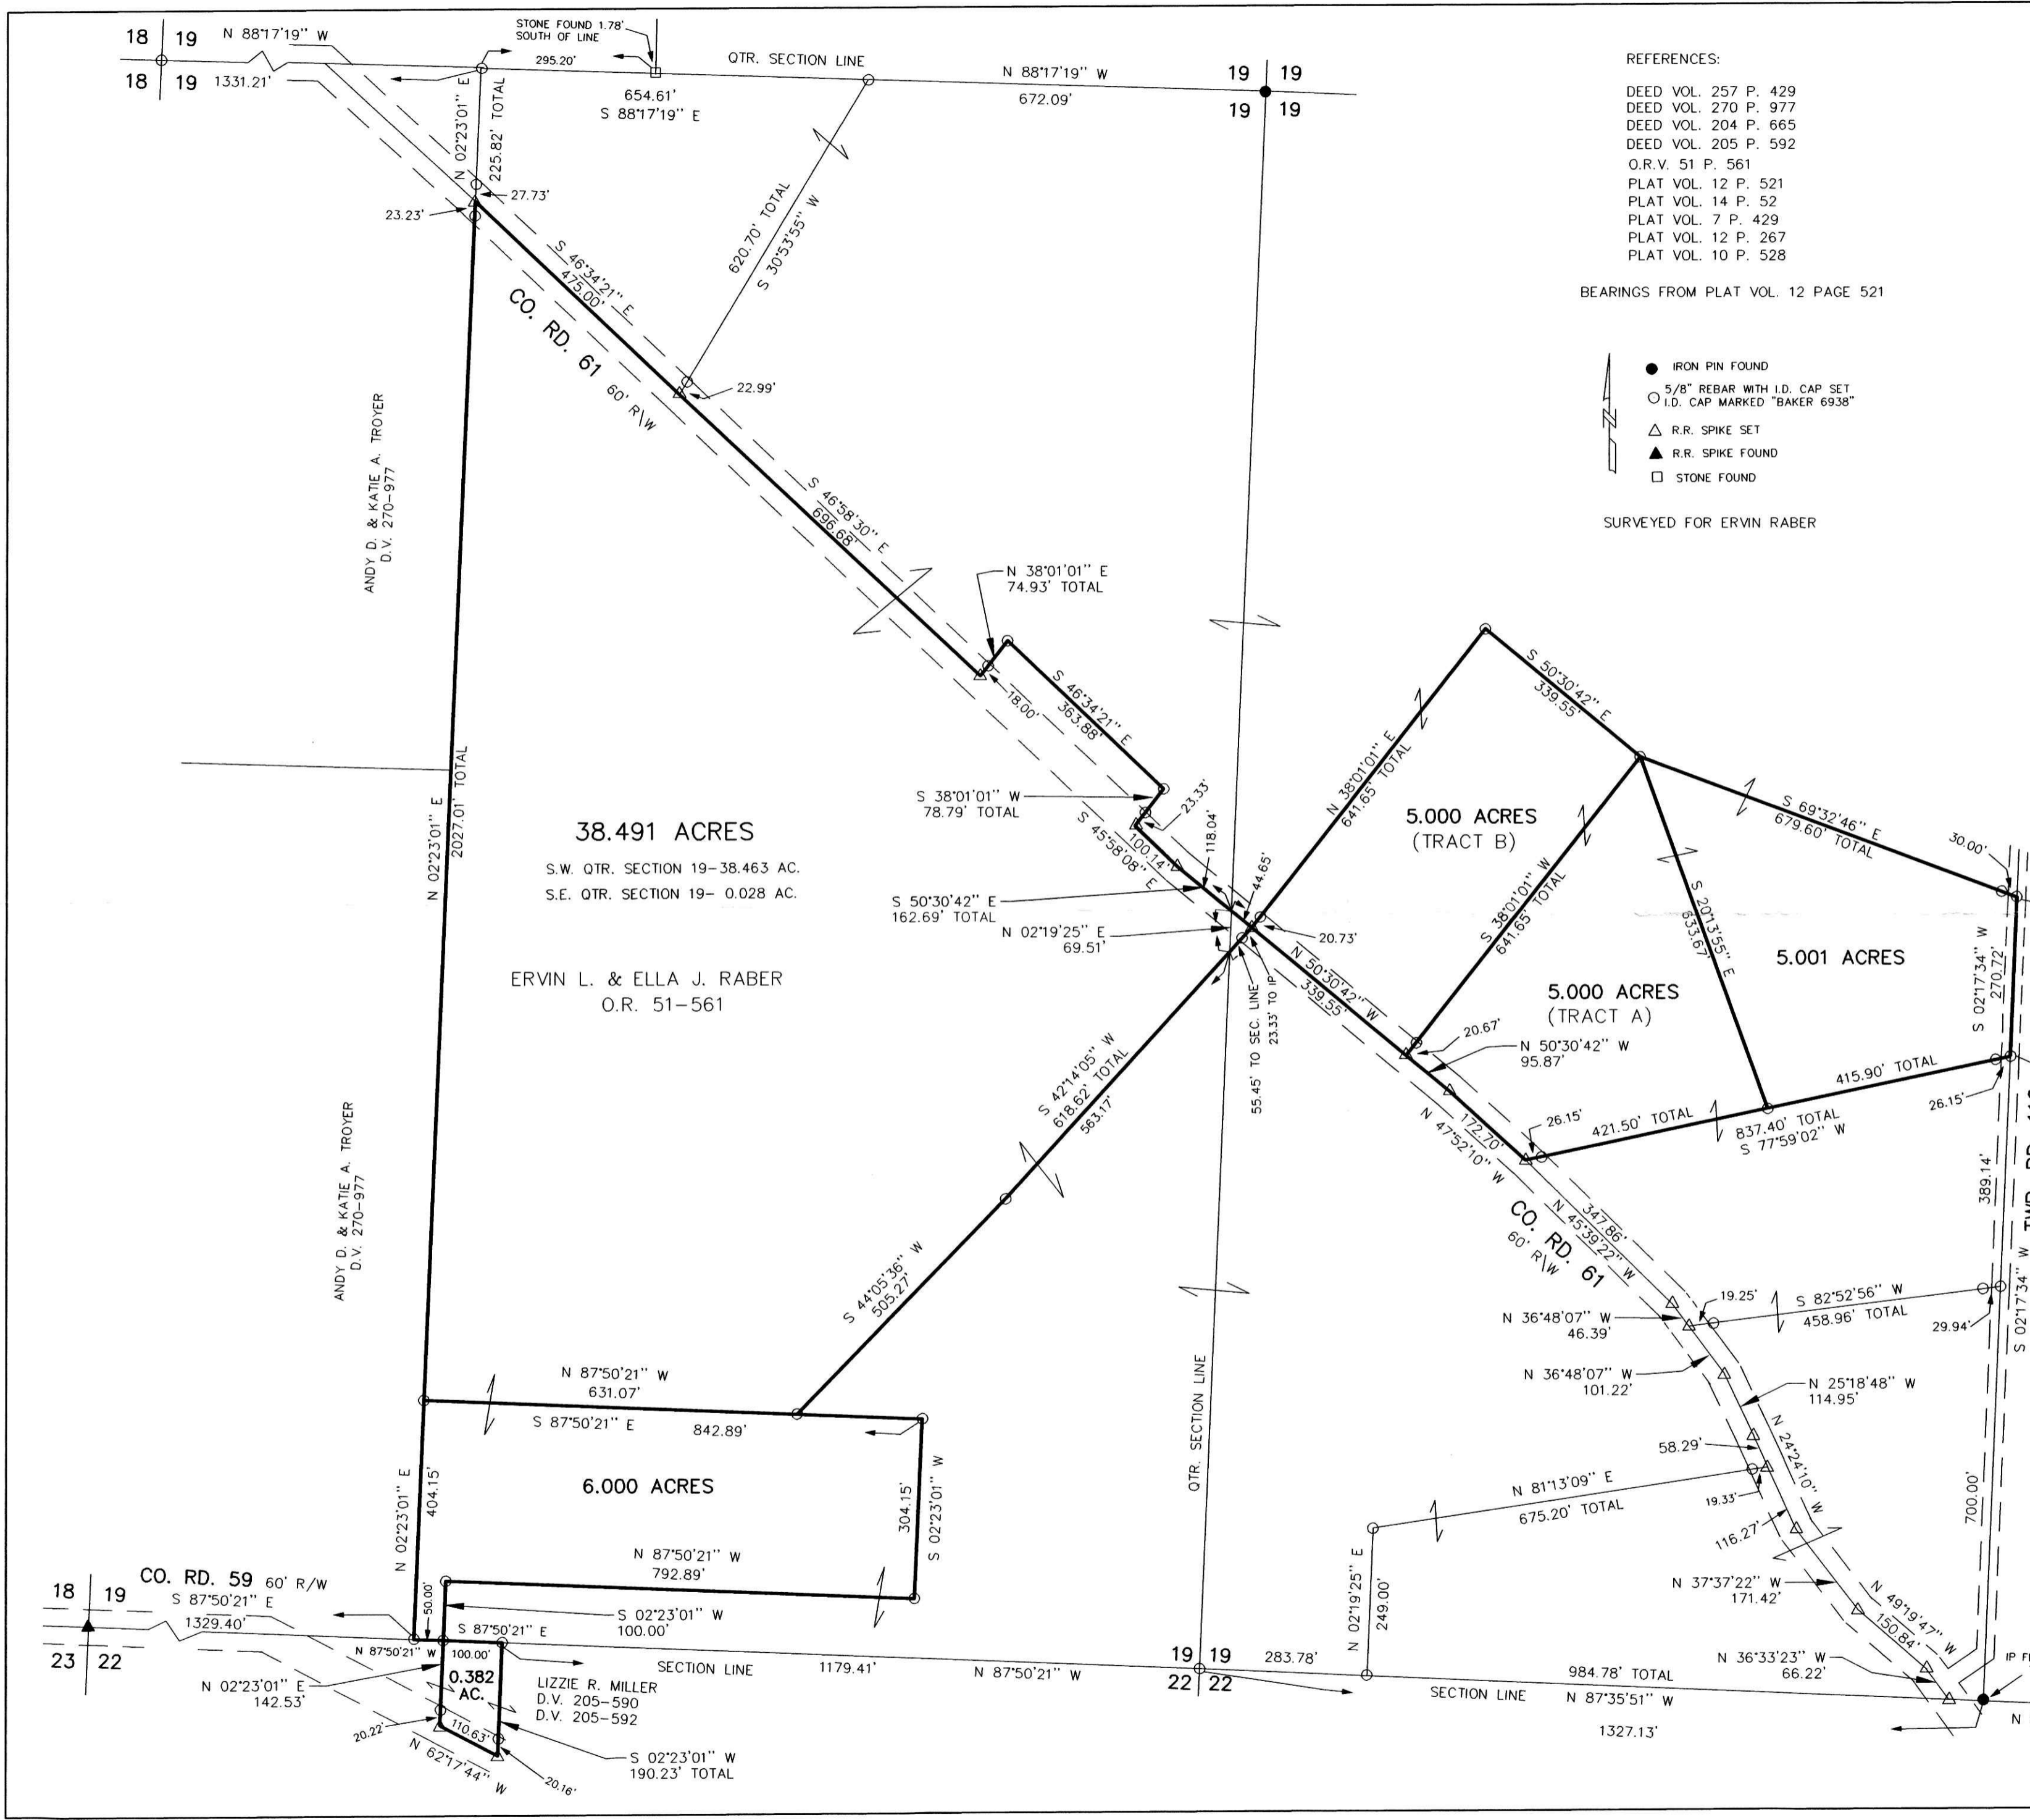 18 19 N 88°17'19" W
18 19 1331.21'
STONE FOUND 1.78'
SOUTH OF LINE
295.20'
QTR. SECTION LINE
654.61'
S 88°17'19" E
N 88°17'19" W
672.09'
19 19
19 19
N 02°23'01" E
225.82' TOTAL
27.73'
23.23'
620.70' TOTAL
S 30°53'55" W
S 46°34'21" E
475.00'
CO. RD. 61 60' R\W
22.99'
REFERENCES:
DEED VOL. 257 P. 429
DEED VOL. 270 P. 977
DEED VOL. 204 P. 665
DEED VOL. 205 P. 592
O.R.V. 51 P. 561
PLAT VOL. 12 P. 521
PLAT VOL. 14 P. 52
PLAT VOL. 7 P. 429
PLAT VOL. 12 P. 267
PLAT VOL. 10 P. 528
BEARINGS FROM PLAT VOL. 12 PAGE 521
N
IRON PIN FOUND
5/8" REBAR WITH I.D. CAP SET
I.D. CAP MARKED "BAKER 6938"
R.R. SPIKE SET
R.R. SPIKE FOUND
STONE FOUND
SURVEYED FOR ERVIN RABER
ANDY D. & KATIE A. TROYER
D.V. 270-977
S 46°58'30" E
696.68'
N 38°01'01" E
74.93' TOTAL
18.00'
S 46°34'21" E
363.88'
S 38°01'01" W
78.79' TOTAL
23.33'
100.14'
S 45°58'08" E
118.04'
S 50°30'42" E
162.69' TOTAL
44.65'
N 02°19'25" E
69.51'
20.73'
55.45' TO SEC. LINE
23.33' TO IP
N 02°23'01" E
2027.01' TOTAL
38.491 ACRES
S.W. QTR. SECTION 19-38.463 AC.
S.E. QTR. SECTION 19- 0.028 AC.
ERVIN L. & ELLA J. RABER
O.R. 51-561
N 38°01'01" E
641.65' TOTAL
S 50°30'42" E
339.55'
5.000 ACRES
(TRACT B)
S 38°01'01" W
641.65' TOTAL
N 50°30'42" W
339.55'
S 69°32'46" E
679.60' TOTAL
30.00'
S 20°13'55" E
633.67'
5.001 ACRES
S 02°17'34" W
270.72'
5.000 ACRES
(TRACT A)
20.67'
N 50°30'42" W
95.87'
172.70'
N 47°52'10" W
26.15'
421.50' TOTAL
415.90' TOTAL
837.40' TOTAL
S 77°59'02" W
26.15'
389.14'
S 02°17'34" W
CO. RD. 61
60' R\W
347.86'
N 45°39'22" W
S 42°14'05" W
618.62' TOTAL
563.17'
S 44°05'36" W
505.27'
ANDY D. & KATIE A. TROYER
D.V. 270-977
N 36°48'07" W
46.39'
19.25'
S 82°52'56" W
458.96' TOTAL
29.94'
N 36°48'07" W
101.22'
N 25°18'48" W
114.95'
58.29'
N 24°24'10" W
N 81°13'09" E
675.20' TOTAL
19.33'
116.27'
N 37°37'22" W
171.42'
N 49°19'47" W
150.84'
N 36°33'23" W
66.22'
700.00'
IP
N
QTR. SECTION LINE
N 02°19'25" E
249.00'
N 87°50'21" W
631.07'
S 87°50'21" E
842.89'
6.000 ACRES
N 02°23'01" E
404.15'
304.15'
S 02°23'01" W
N 87°50'21" W
792.89'
S 02°23'01" W
100.00'
50.00'
CO. RD. 59 60' R/W
18 19
S 87°50'21" E
1329.40'
23 22
N 87°50'21" W
S 87°50'21" E
100.00'
0.382
AC.
N 02°23'01" E
142.53'
20.22'
110.63'
N 62°17'44" W
20.16'
LIZZIE R. MILLER
D.V. 205-590
D.V. 205-592
S 02°23'01" W
190.23' TOTAL
SECTION LINE
1179.41'
N 87°50'21" W
19 19
22 22
283.78'
984.78' TOTAL
SECTION LINE
N 87°35'51" W
1327.13'